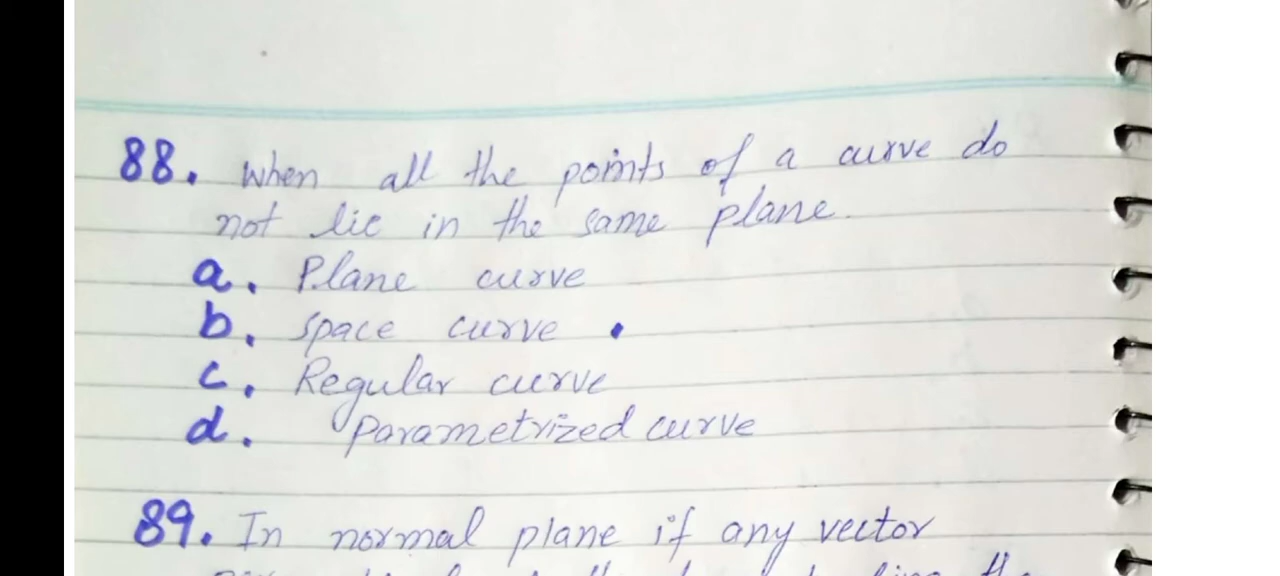 88. When all the points of a curve do
not lie in the same plane.
a. Plane curve
b. space curve •
c. Regular curve
d. Parametrized curve
89. In normal plane if any vector